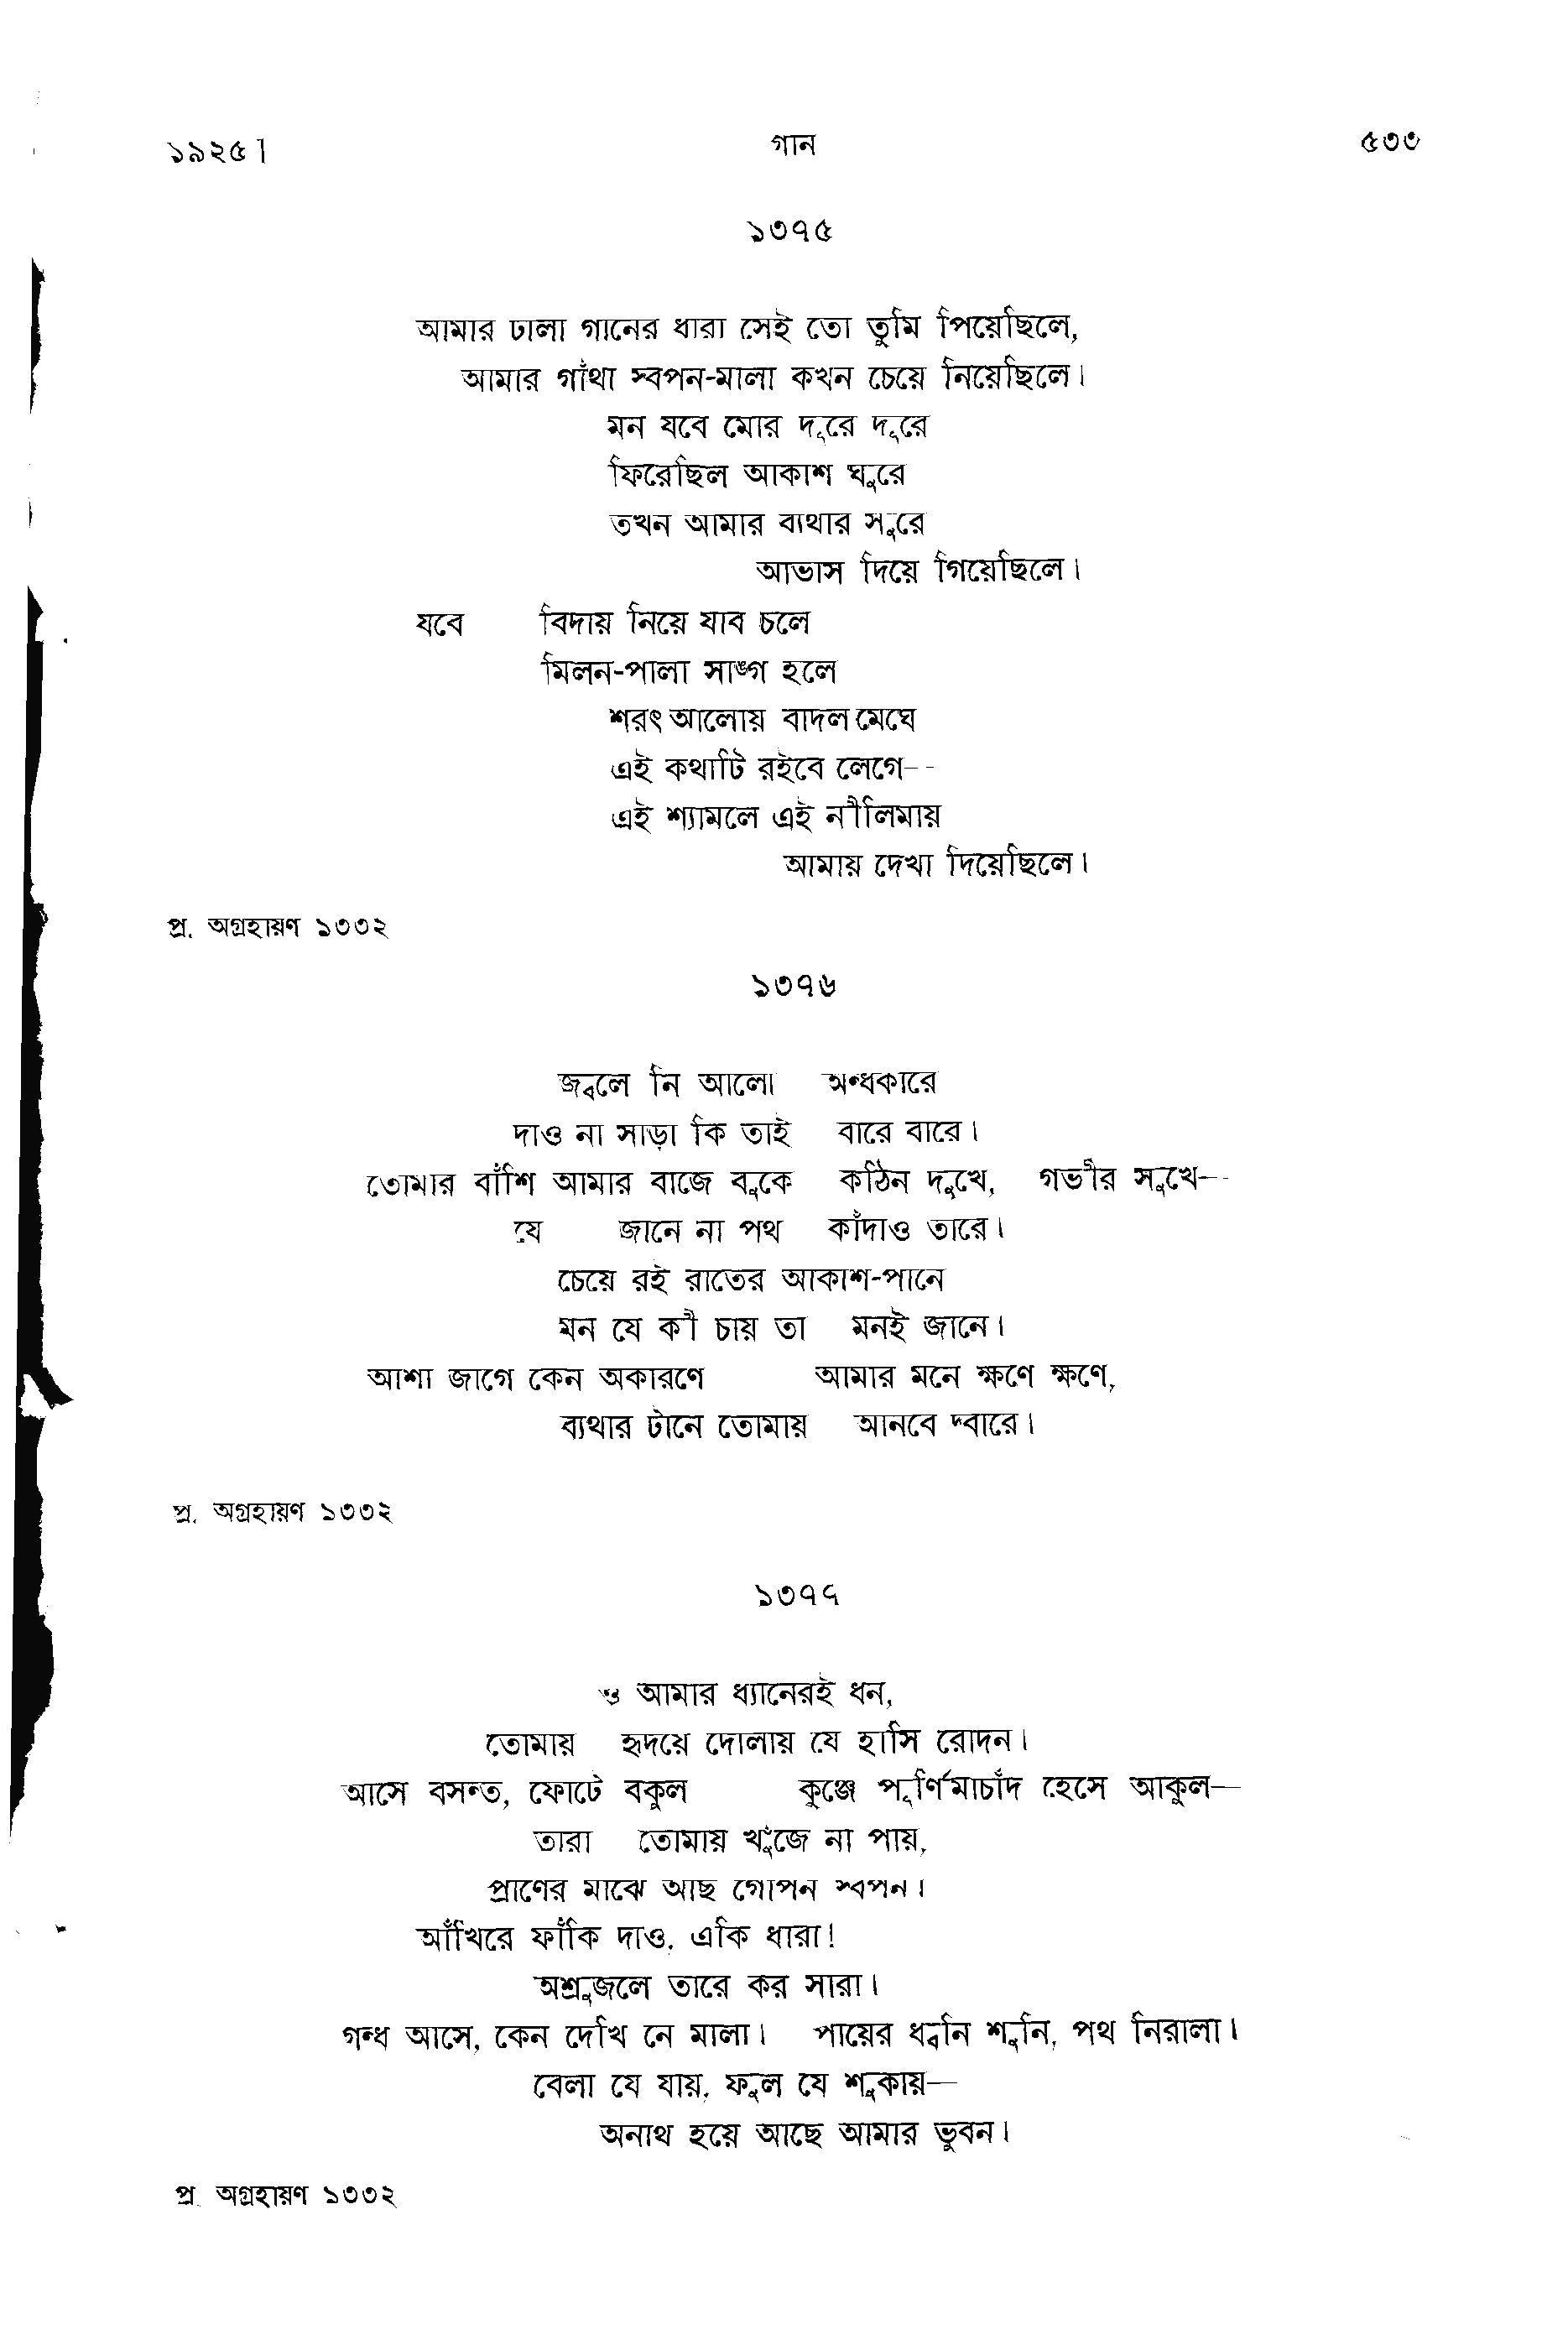 ১৯২৫] গান ৫৩৩
১৩৭৫
আমার ঢালা গানের ধারা সেই তো তুমি পিয়েছিলে,
আমার গাঁথা স্বপন-মালা কখন চেয়ে নিয়েছিলে।
মন যবে মোর দূরে দূরে
ফিরেছিল আকাশ ঘুরে
তখন আমার ব্যথার সুরে
আভাস দিয়ে গিয়েছিলে।
যবে বিদায় নিয়ে যাব চলে
মিলন-পালা সাঙ্গ হলে
শরৎ আলোয় বাদল মেঘে
এই কথাটি রইবে লেগে—
এই শ্যামলে এই নীলিমায়
আমায় দেখা দিয়েছিলে।
প্র. অগ্রহায়ণ ১৩৩২
১৩৭৬
জ্বলে নি আলো অন্ধকারে
দাও না সাড়া কি তাই বারে বারে।
তোমার বাঁশি আমার বাজে বুকে কঠিন দুখে, গভীর সুখে—
যে জানে না পথ কাঁদাও তারে।
চেয়ে রই রাতের আকাশ-পানে
মন যে কী চায় তা মনই জানে।
আশা জাগে কেন অকারণে আমার মনে ক্ষণে ক্ষণে,
ব্যথার টানে তোমায় আনবে দ্বারে।
প্র. অগ্রহায়ণ ১৩৩২
১৩৭৭
ও আমার ধ্যানেরই ধন,
তোমায় হৃদয়ে দোলায় যে হাসি রোদন।
আসে বসন্ত, ফোটে বকুল কুঞ্জে পূর্ণিমাচাঁদ হেসে আকুল—
তারা তোমায় খুঁজে না পায়,
প্রাণের মাঝে আছ গোপন স্বপন।
আঁখিরে ফাঁকি দাও, একি ধারা!
অশ্রুজলে তারে কর সারা।
গন্ধ আসে, কেন দেখি নে মালা। পায়ের ধ্বনি শুনি, পথ নিরালা।
বেলা যে যায়, ফুল যে শুকায়—
অনাথ হয়ে আছে আমার ভুবন।
প্র. অগ্রহায়ণ ১৩৩২